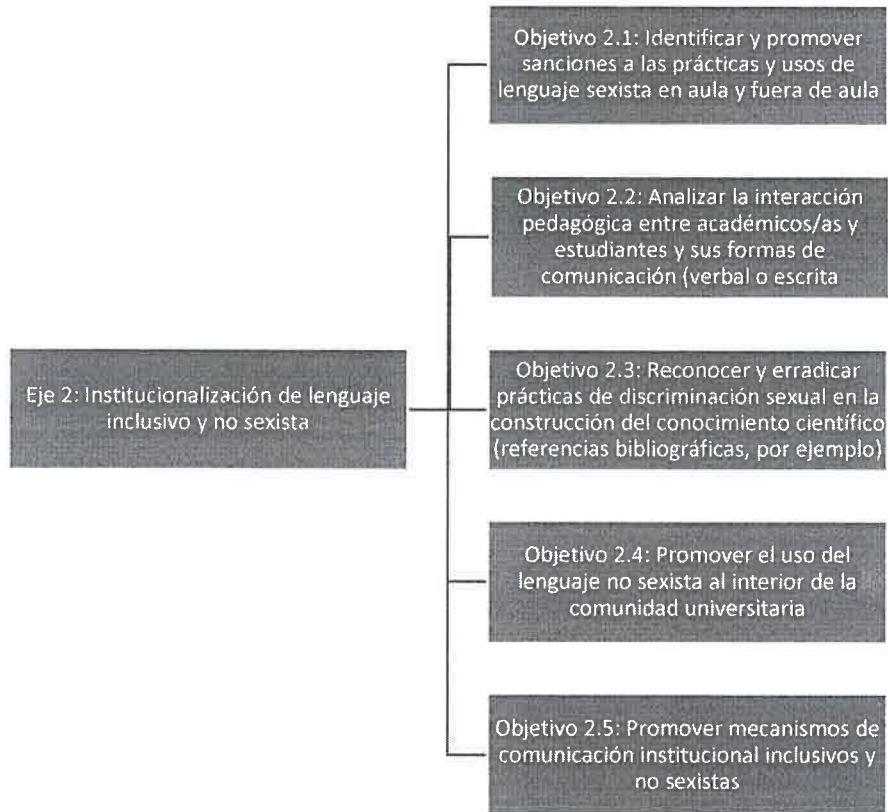 Objetivo 2.1: Identificar y promover
sanciones a las prácticas y usos de
lenguaje sexista en aula y fuera de aula
Objetivo 2.2: Analizar la interacción
pedagógica entre académicos/as y
estudiantes y sus formas de
comunicación (verbal o escrita
Eje 2: Institucionalización de lenguaje
inclusivo y no sexista
Objetivo 2.3: Reconocer y erradicar
prácticas de discriminación sexual en la
construcción del conocimiento científico
(referencias bibliográficas, por ejemplo)
Objetivo 2.4: Promover el uso del
lenguaje no sexista al interior de la
comunidad universitaria
Objetivo 2.5: Promover mecanismos de
comunicación institucional inclusivos y
no sexistas